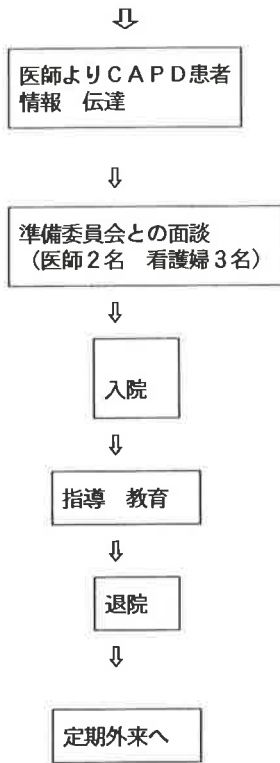 ⇩
医師よりＣＡＰＤ患者
情報　伝達
⇩
準備委員会との面談
（医師２名　看護婦３名）
⇩
入院
⇩
指導　教育
⇩
退院
⇩
定期外来へ